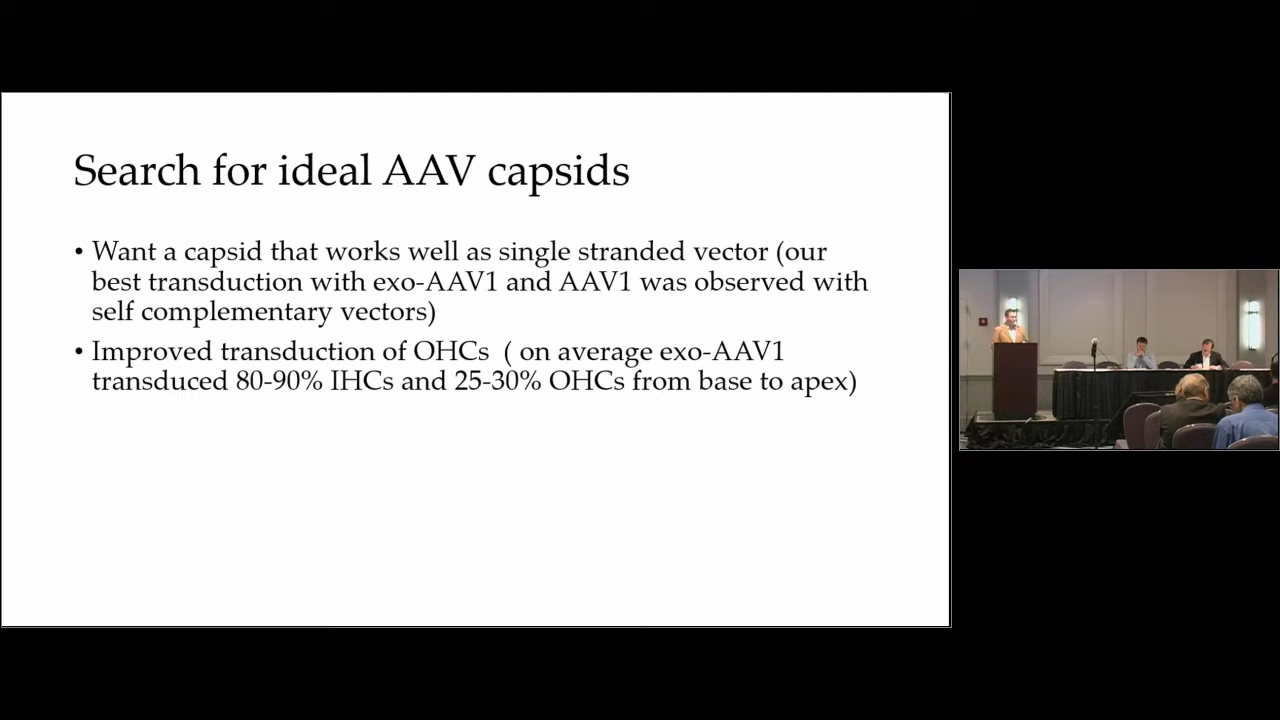 Search for ideal AAV capsids
• Want a capsid that works well as single stranded vector (our
best transduction with exo-AAV1 and AAV1 was observed with
self complementary vectors)
• Improved transduction of OHCs  ( on average exo-AAV1
transduced 80-90% IHCs and 25-30% OHCs from base to apex)